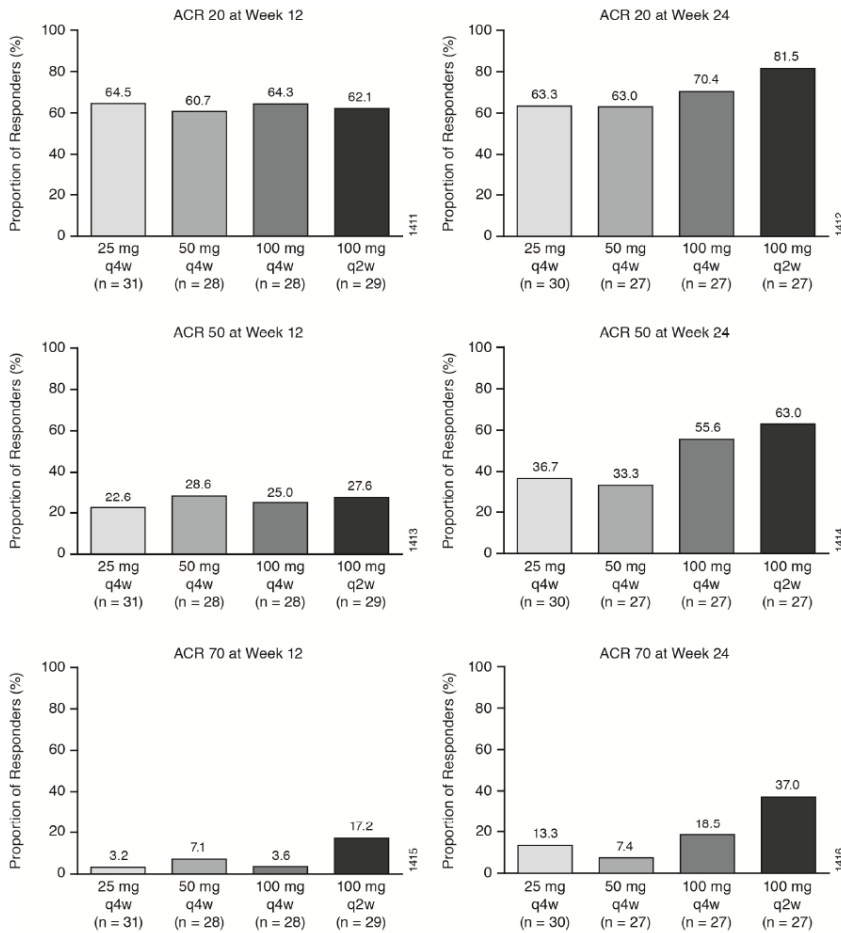 ACR 20 at Week 12
Proportion of Responders (%)
100
80
60
40
20
0
64.5
60.7
64.3
62.1
25 mg 50 mg 100 mg 100 mg
q4w q4w q4w q2w
(n = 31) (n = 28) (n = 28) (n = 29)
1411
ACR 20 at Week 24
Proportion of Responders (%)
100
80
60
40
20
0
63.3
63.0
70.4
81.5
25 mg 50 mg 100 mg 100 mg
q4w q4w q4w q2w
(n = 30) (n = 27) (n = 27) (n = 27)
1412
ACR 50 at Week 12
Proportion of Responders (%)
100
80
60
40
20
0
22.6
28.6
25.0
27.6
25 mg 50 mg 100 mg 100 mg
q4w q4w q4w q2w
(n = 31) (n = 28) (n = 28) (n = 29)
1413
ACR 50 at Week 24
Proportion of Responders (%)
100
80
60
40
20
0
36.7
33.3
55.6
63.0
25 mg 50 mg 100 mg 100 mg
q4w q4w q4w q2w
(n = 30) (n = 27) (n = 27) (n = 27)
1414
ACR 70 at Week 12
Proportion of Responders (%)
100
80
60
40
20
0
3.2
7.1
3.6
17.2
25 mg 50 mg 100 mg 100 mg
q4w q4w q4w q2w
(n = 31) (n = 28) (n = 28) (n = 29)
1415
ACR 70 at Week 24
Proportion of Responders (%)
100
80
60
40
20
0
13.3
7.4
18.5
37.0
25 mg 50 mg 100 mg 100 mg
q4w q4w q4w q2w
(n = 30) (n = 27) (n = 27) (n = 27)
1416